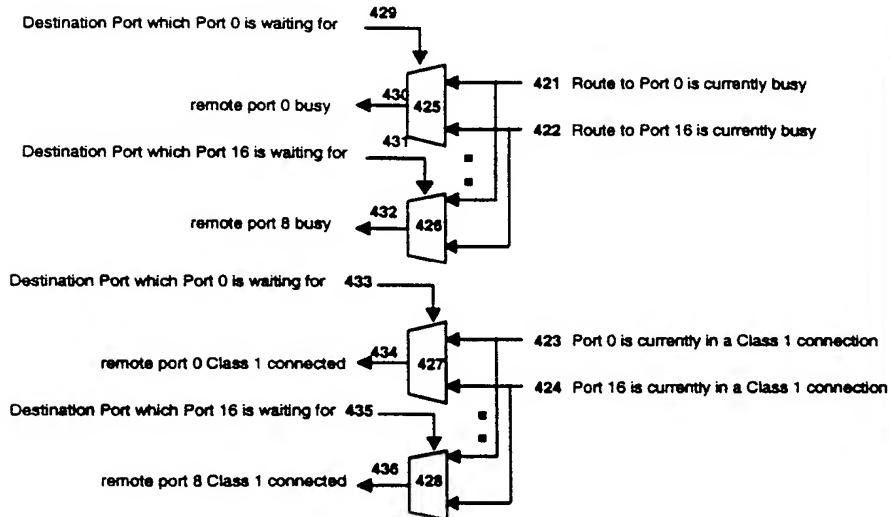 Destination Port which Port 0 is waiting for 429
421 Route to Port 0 is currently busy
430
425
remote port 0 busy
422 Route to Port 16 is currently busy
431
Destination Port which Port 16 is waiting for
432
426
remote port 8 busy
Destination Port which Port 0 is waiting for 433
423 Port 0 is currently in a Class 1 connection
434
427
remote port 0 Class 1 connected
424 Port 16 is currently in a Class 1 connection
Destination Port which Port 16 is waiting for 435
436
428
remote port 8 Class 1 connected